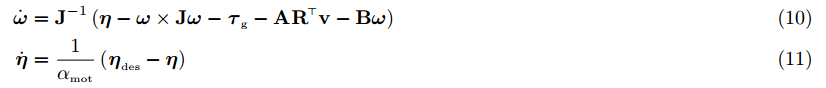 ω̇ = J⁻¹ (η − ω × Jω − τ_g − AR^⊤v − Bω) (10)
η̇ = 1/α_mot (η_des − η) (11)